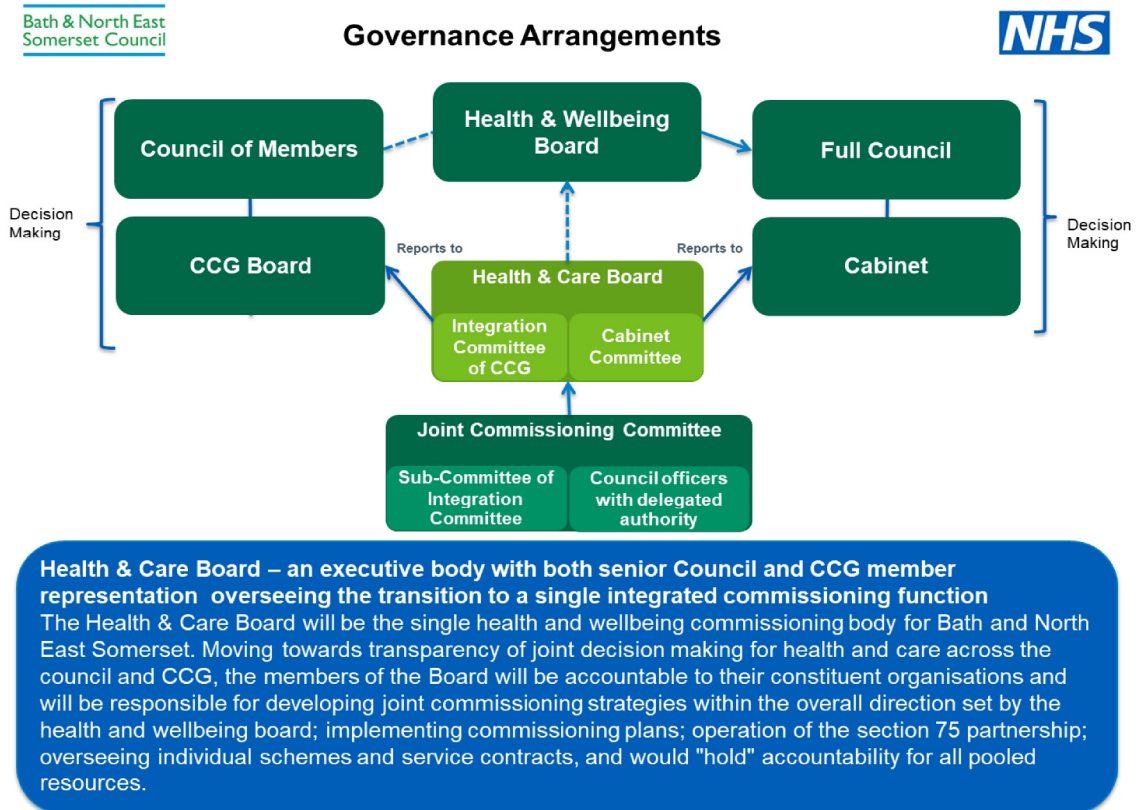 Bath & North East
Somerset Council
Governance Arrangements
NHS
Council of Members
Health & Wellbeing
Board
Full Council
Decision
Making
Decision
Making
CCG Board
Reports to
Reports to
Cabinet
Health & Care Board
Integration
Committee
of CCG
Cabinet
Committee
Joint Commissioning Committee
Sub-Committee of
Integration
Committee
Council officers
with delegated
authority
Health & Care Board – an executive body with both senior Council and CCG member
representation overseeing the transition to a single integrated commissioning function
The Health & Care Board will be the single health and wellbeing commissioning body for Bath and North
East Somerset. Moving towards transparency of joint decision making for health and care across the
council and CCG, the members of the Board will be accountable to their constituent organisations and
will be responsible for developing joint commissioning strategies within the overall direction set by the
health and wellbeing board; implementing commissioning plans; operation of the section 75 partnership;
overseeing individual schemes and service contracts, and would "hold" accountability for all pooled
resources.